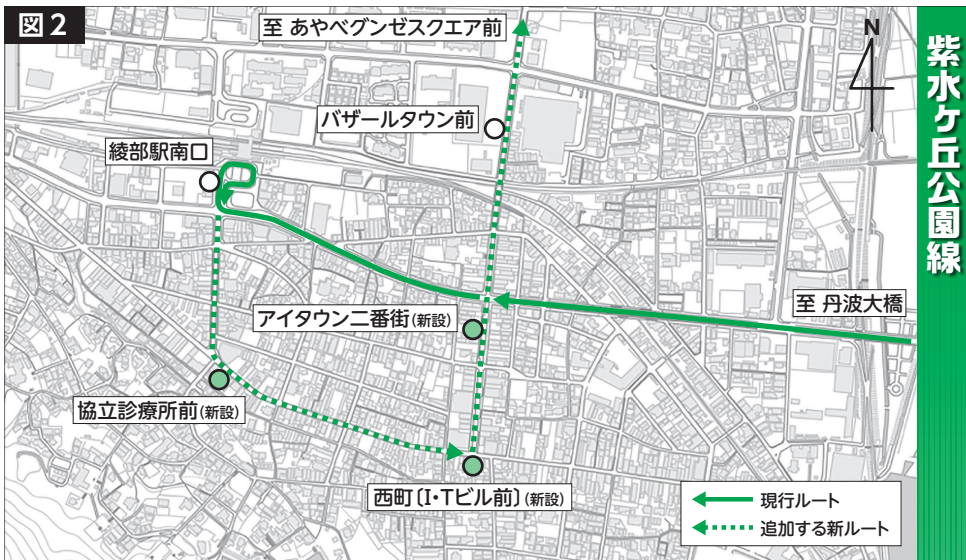 図2
紫水ケ丘公園線
至 あやべグンゼスクエア前
N
バザールタウン前
綾部駅南口
至 丹波大橋
アイタウン二番街(新設)
協立診療所前(新設)
西町〔I・Tビル前〕(新設)
現行ルート
追加する新ルート